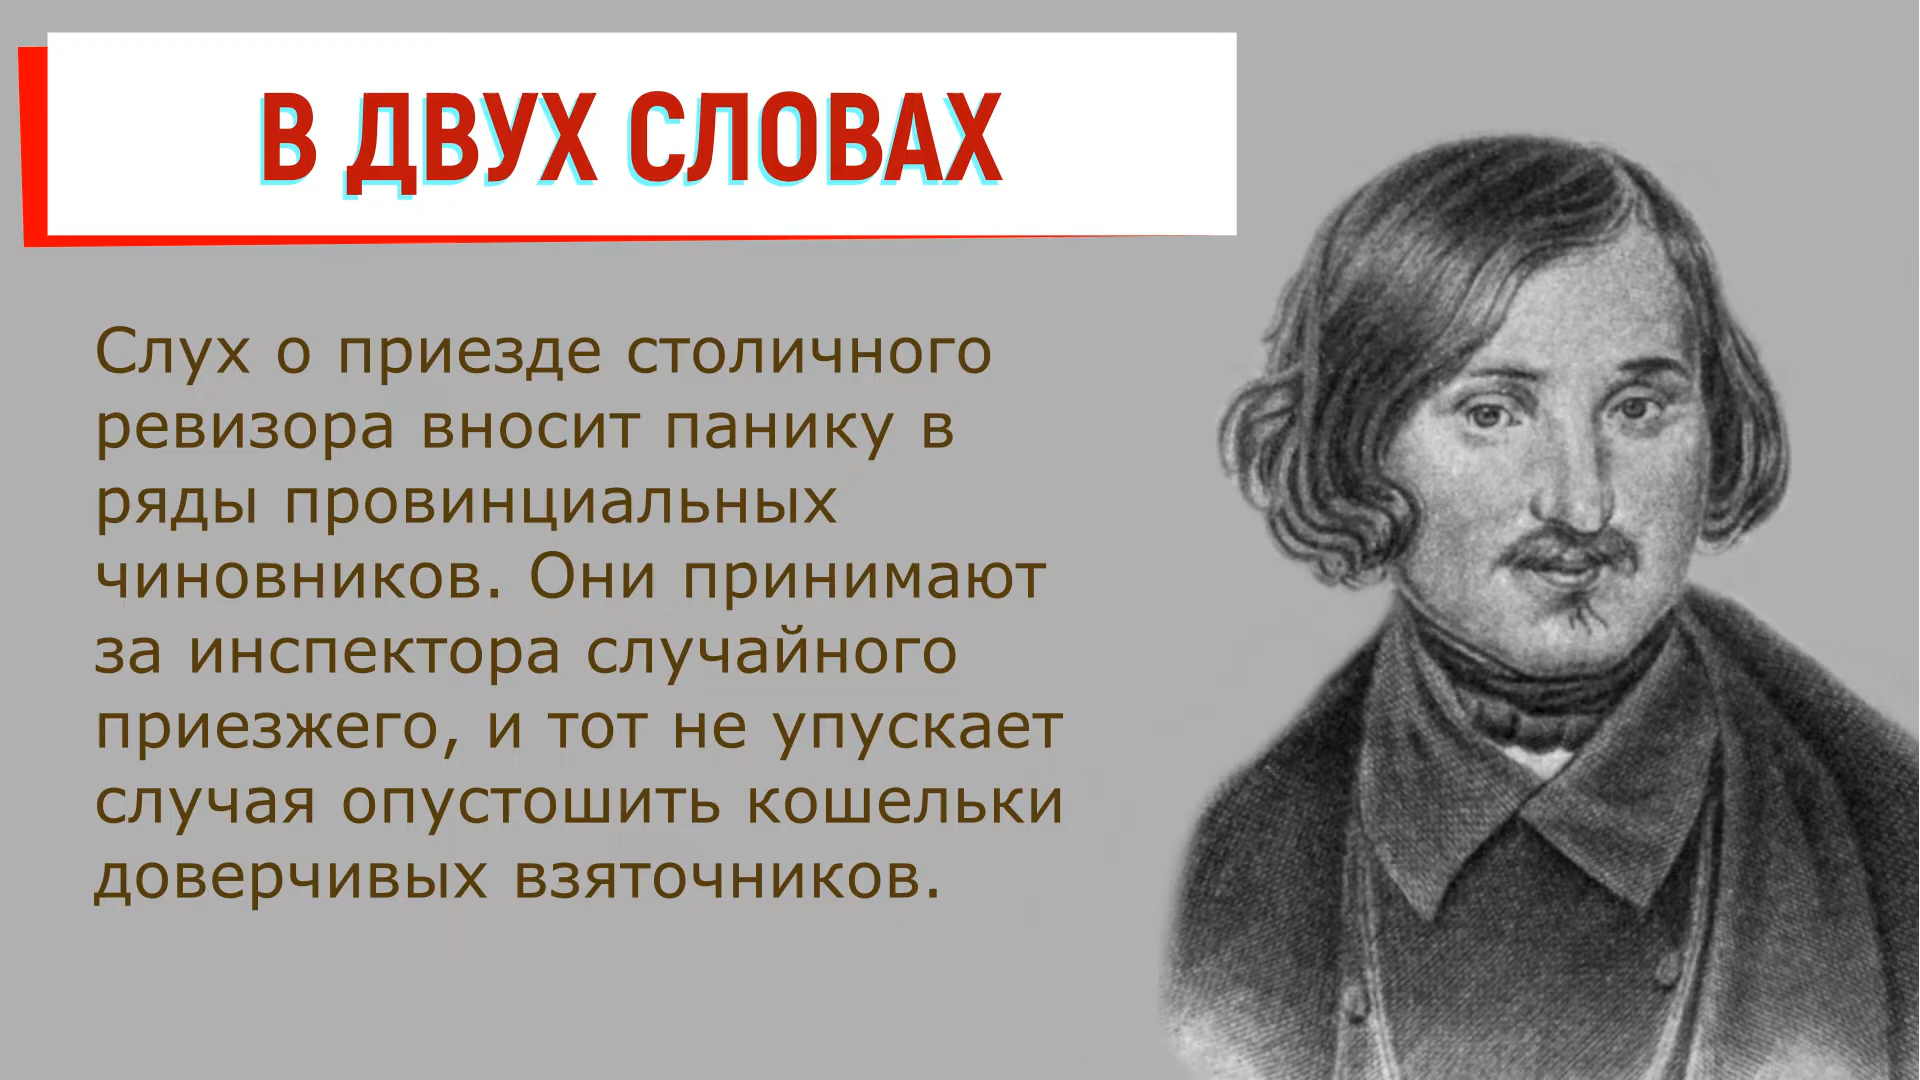 В ДВУХ СЛОВАХ
Слух о приезде столичного
ревизора вносит панику в
ряды провинциальных
чиновников. Они принимают
за инспектора случайного
приезжего, и тот не упускает
случая опустошить кошельки
доверчивых взяточников.